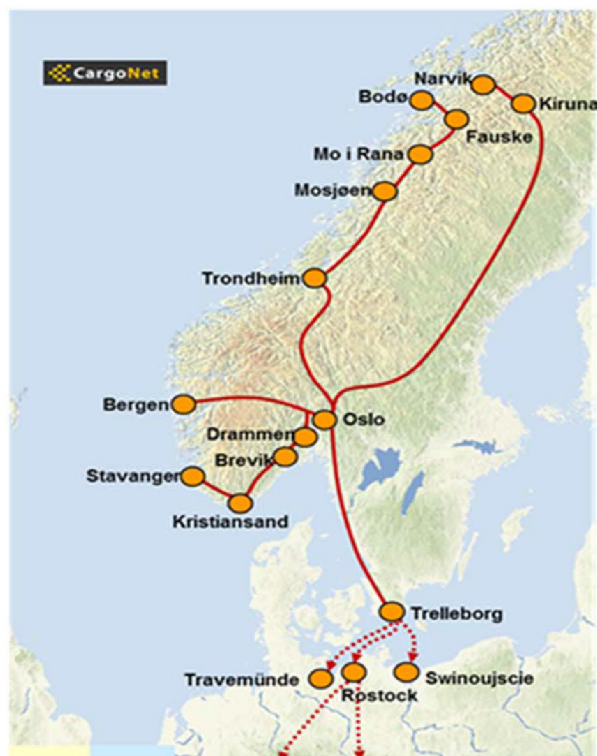 CargoNet
Narvik
Bodø
Kiruna
Fauske
Mo i Rana
Mosjøen
Trondheim
Bergen
Oslo
Drammen
Brevik
Stavanger
Kristiansand
Trelleborg
Travemünde
Rostock
Swinoujscie